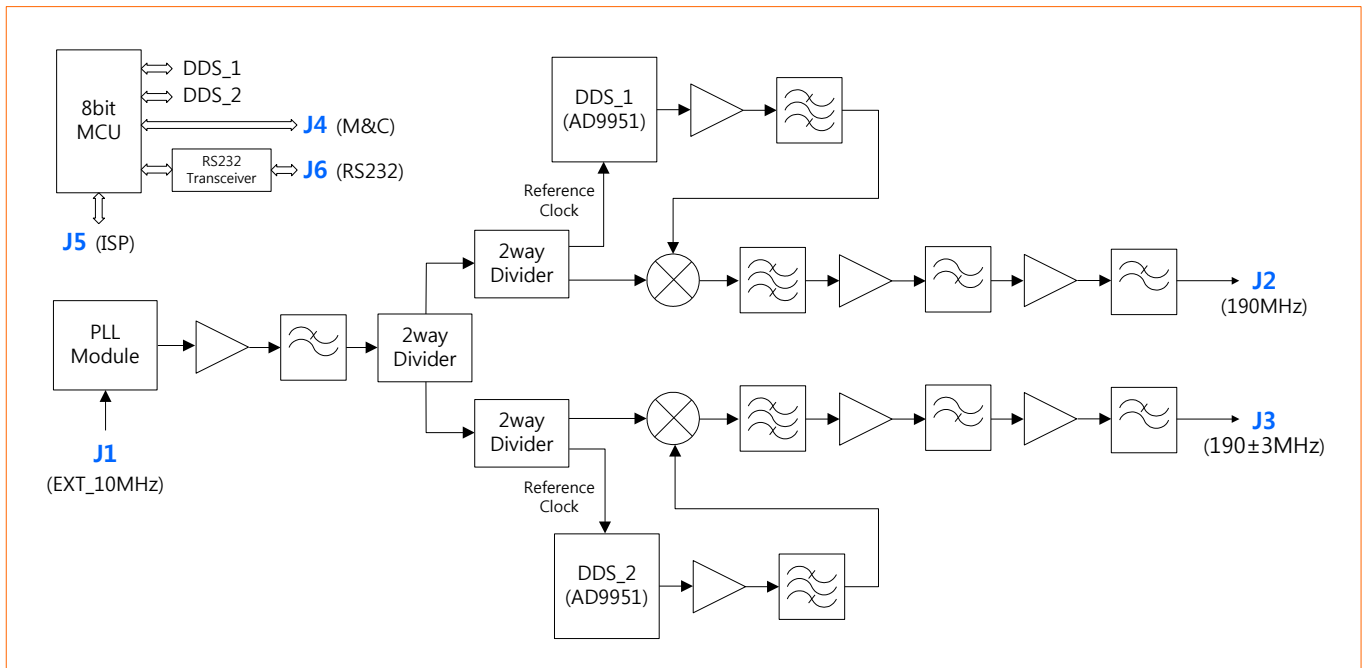 8bit
MCU
DDS_1
DDS_2
J4 (M&C)
RS232
Transceiver
J6 (RS232)
J5 (ISP)
PLL
Module
J1
(EXT_10MHz)
2way
Divider
2way
Divider
Reference
Clock
DDS_1
(AD9951)
J2
(190MHz)
2way
Divider
Reference
Clock
DDS_2
(AD9951)
J3
(190±3MHz)